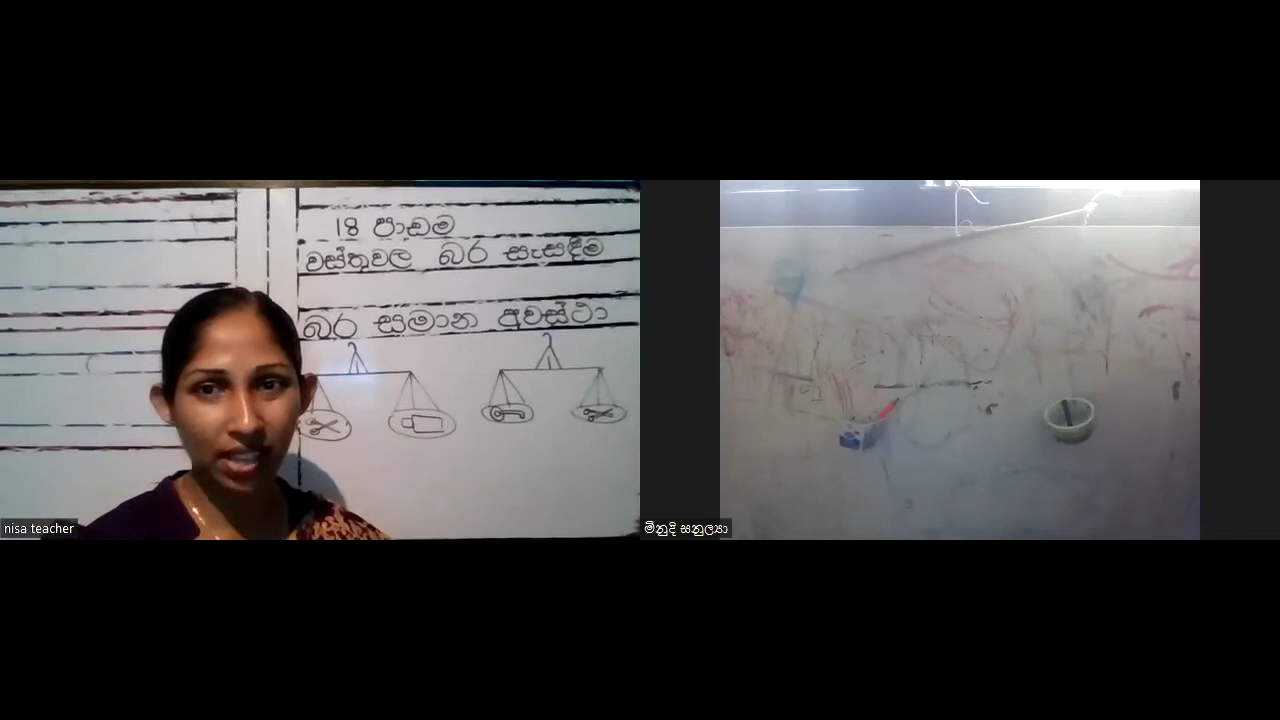 18 පාඩම
වස්තුවල බර සැසඳීම
බර සමාන අවස්ථා
nisa teacher
මිනුදි සනුල්‍යා